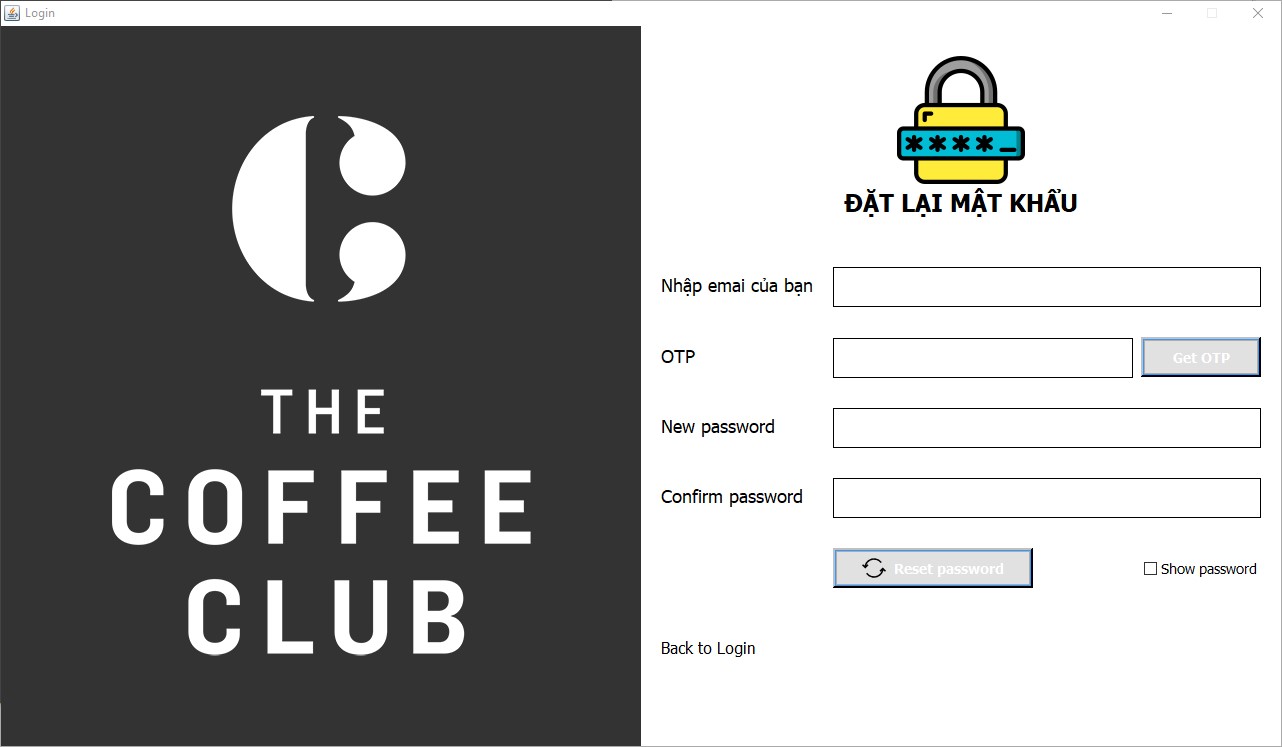 Login
THE
COFFEE
CLUB
ĐẶT LẠI MẬT KHẨU
Nhập emai của bạn
OTP
Get OTP
New password
Confirm password
Reset password
Show password
Back to Login